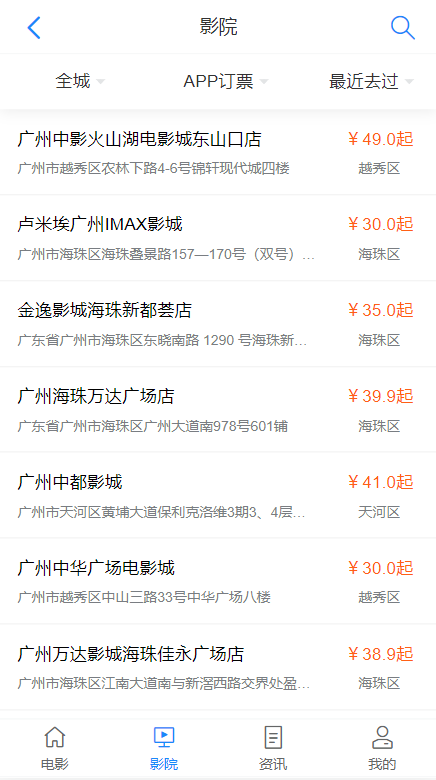 影院
全城 APP订票 最近去过
广州中影火山湖电影城东山口店 ¥ 49.0起
广州市越秀区农林下路4-6号锦轩现代城四楼 越秀区
卢米埃广州IMAX影城 ¥ 30.0起
广州市海珠区海珠叠景路157—170号（双号）... 海珠区
金逸影城海珠新都荟店 ¥ 35.0起
广东省广州市海珠区东晓南路 1290 号海珠新... 海珠区
广州海珠万达广场店 ¥ 39.9起
广东省广州市海珠区广州大道南978号601铺 海珠区
广州中都影城 ¥ 41.0起
广州市天河区黄埔大道保利克洛维3期3、4层... 天河区
广州中华广场电影城 ¥ 30.0起
广州市越秀区中山三路33号中华广场八楼 越秀区
广州万达影城海珠佳永广场店 ¥ 38.9起
广州市海珠区江南大道南与新滘西路交界处盈... 海珠区
电影 影院 资讯 我的